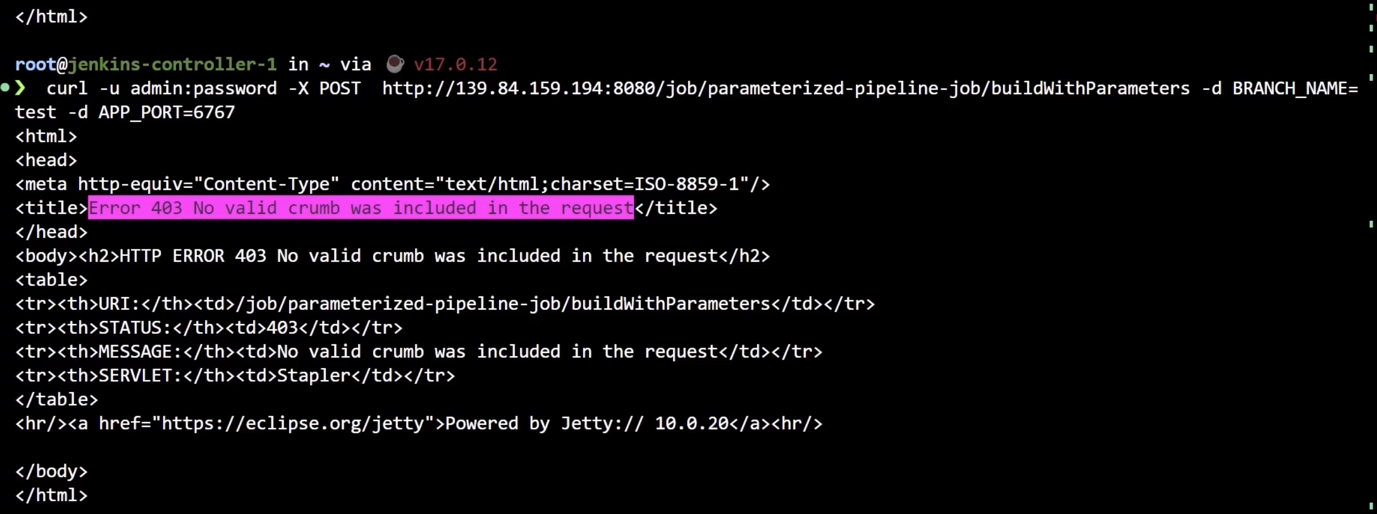 </html>
root@jenkins-controller-1 in ~ via ☕ v17.0.12
❯ curl -u admin:password -X POST  http://139.84.159.194:8080/job/parameterized-pipeline-job/buildWithParameters -d BRANCH_NAME=
test -d APP_PORT=6767
<html>
<head>
<meta http-equiv="Content-Type" content="text/html;charset=ISO-8859-1"/>
<title>Error 403 No valid crumb was included in the request</title>
</head>
<body><h2>HTTP ERROR 403 No valid crumb was included in the request</h2>
<table>
<tr><th>URI:</th><td>/job/parameterized-pipeline-job/buildWithParameters</td></tr>
<tr><th>STATUS:</th><td>403</td></tr>
<tr><th>MESSAGE:</th><td>No valid crumb was included in the request</td></tr>
<tr><th>SERVLET:</th><td>Stapler</td></tr>
</table>
<hr/><a href="https://eclipse.org/jetty">Powered by Jetty:// 10.0.20</a><hr/>
</body>
</html>